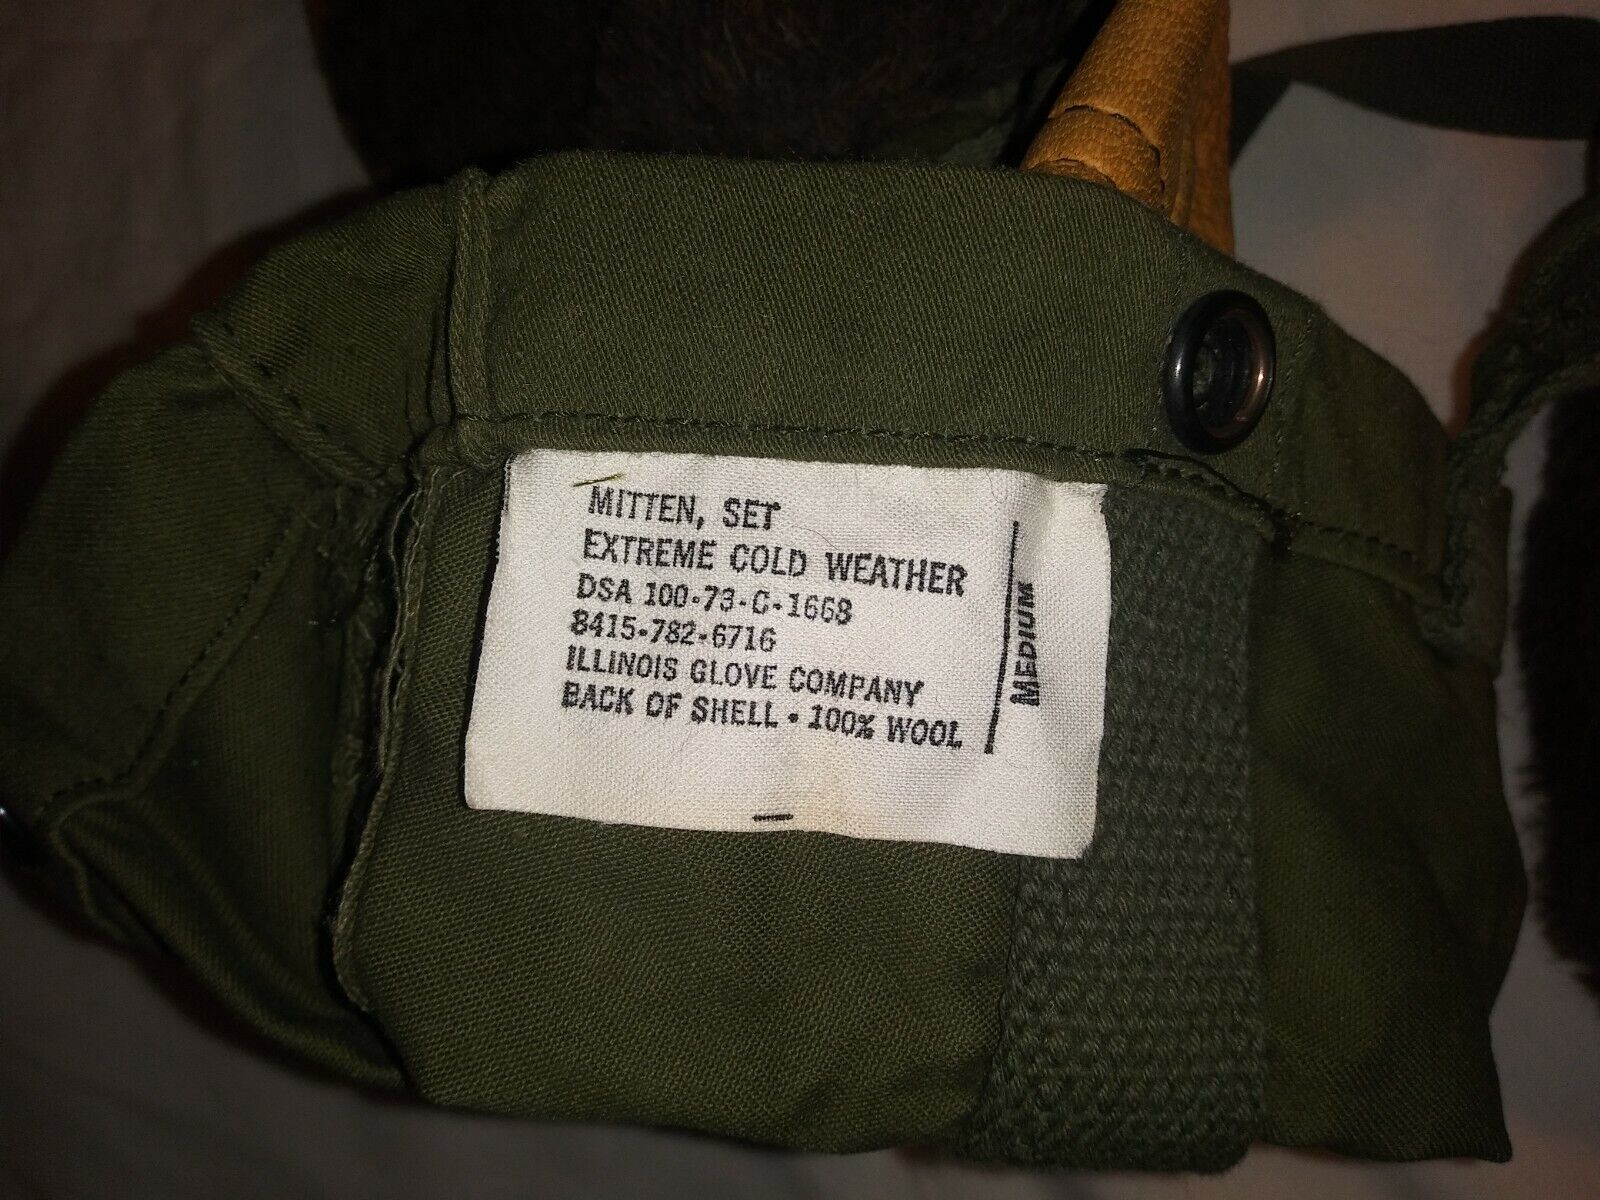 MITTEN, SET
EXTREME COLD WEATHER
DSA 100-73-C-1668
8415-782-6716
ILLINOIS GLOVE COMPANY
BACK OF SHELL • 100% WOOL
MEDIUM